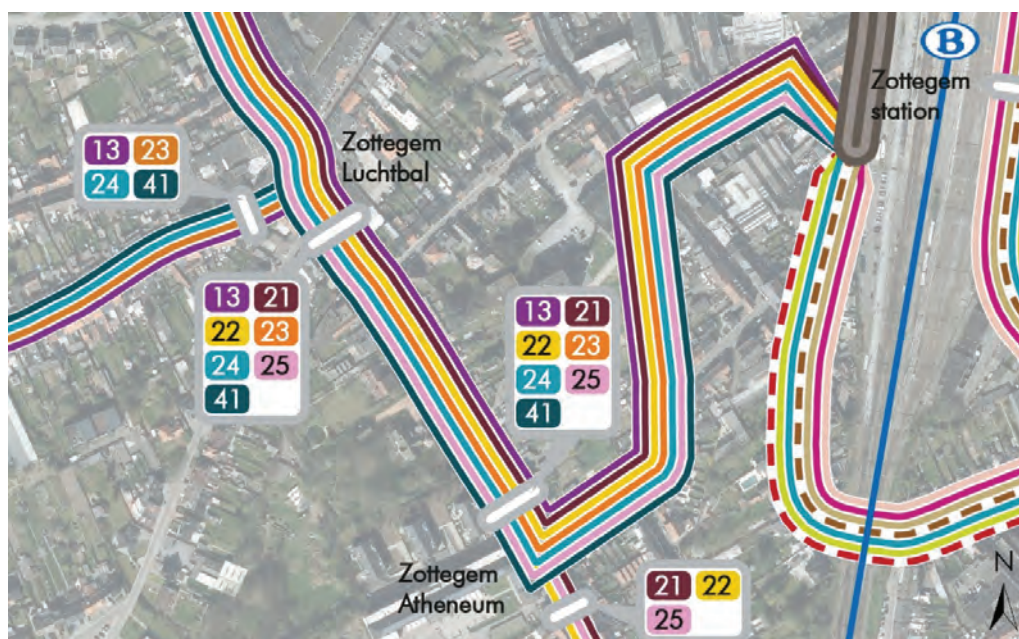 B
Zottegem
station
Zottegem
Luchtbal
13 23
24 41
13 21
22 23
24 25
41
13 21
22 23
24 25
41
Zottegem
Atheneum
21 22
25
N